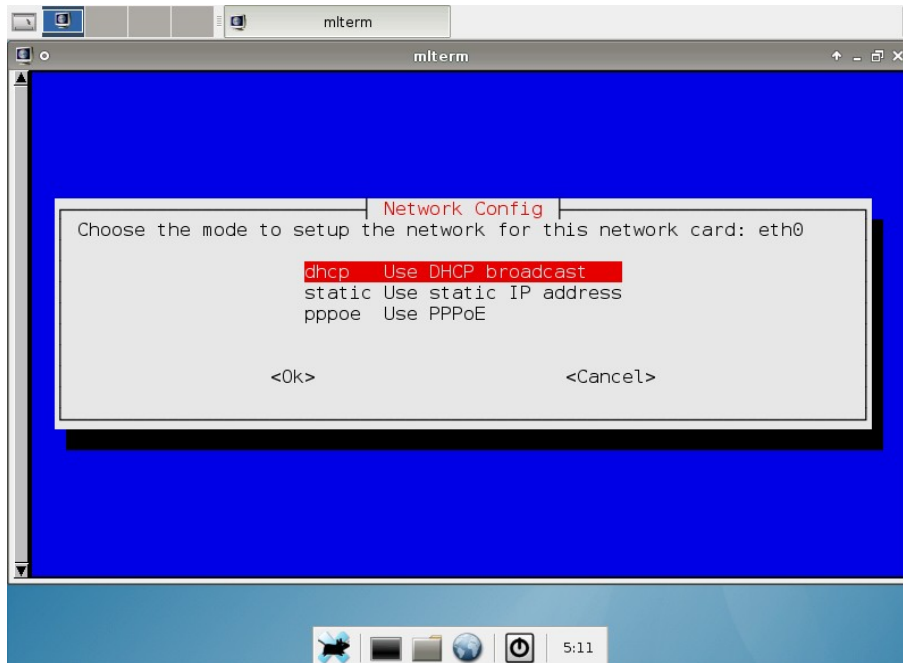 mlterm
mlterm
Network Config
Choose the mode to setup the network for this network card: eth0
dhcp Use DHCP broadcast
static Use static IP address
pppoe Use PPPoE
<Ok> <Cancel>
5:11